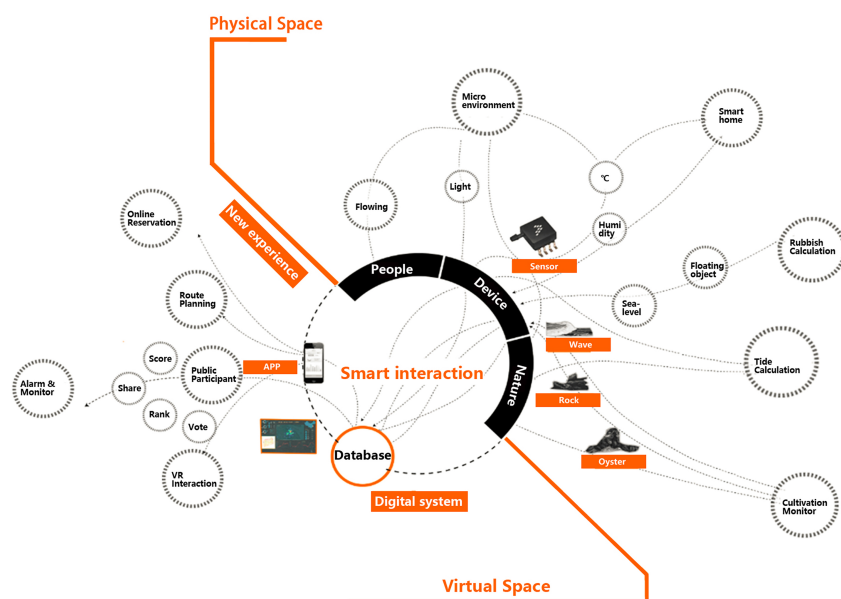 Physical Space
Micro
environment
Smart
home
℃
Light
Flowing
Online
Reservation
New experience
Humi
dity
Rubbish
Calculation
People
Sensor
Floating
object
Device
Route
Planning
Sea-
level
Wave
Score
APP
Public
Participant
Smart interaction
Nature
Tide
Calculation
Alarm &
Monitor
Share
Rock
Rank
Vote
Database
Oyster
VR
Interaction
Digital system
Cultivation
Monitor
Virtual Space